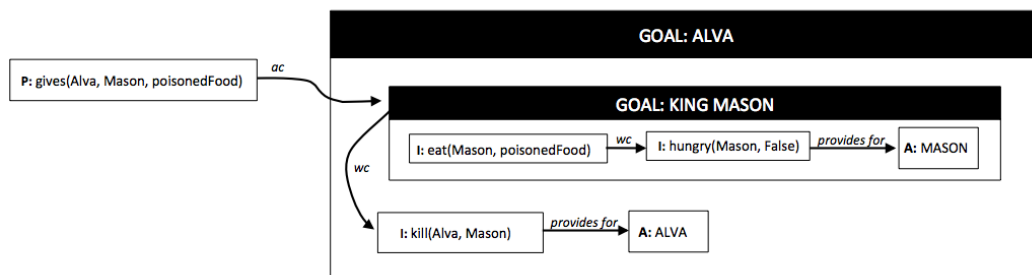 GOAL: ALVA
ac
P: gives(Alva, Mason, poisonedFood)
GOAL: KING MASON
I: eat(Mason, poisonedFood)
wc
I: hungry(Mason, False)
provides for
A: MASON
wc
I: kill(Alva, Mason)
provides for
A: ALVA